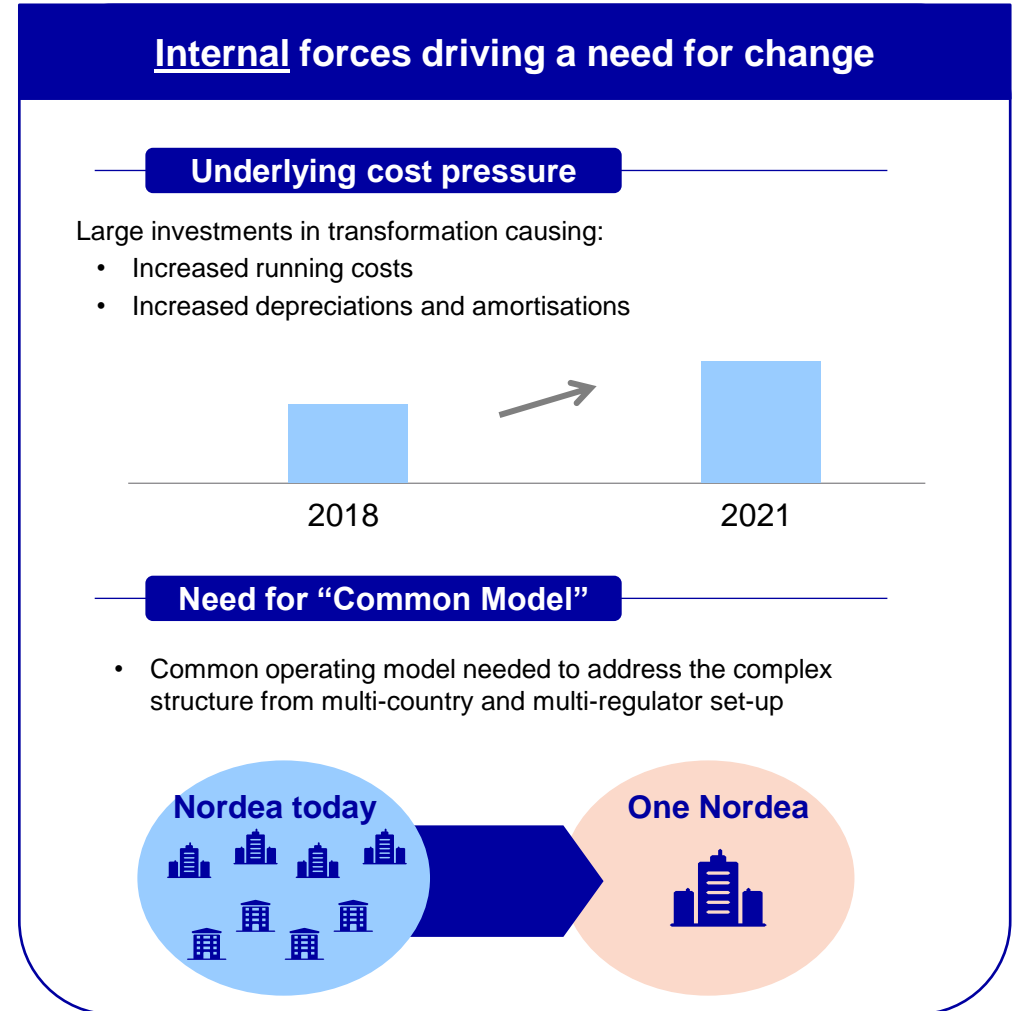 Internal forces driving a need for change
Underlying cost pressure
Large investments in transformation causing:
• Increased running costs
• Increased depreciations and amortisations
2018
2021
Need for “Common Model”
• Common operating model needed to address the complex
structure from multi-country and multi-regulator set-up
Nordea today
One Nordea